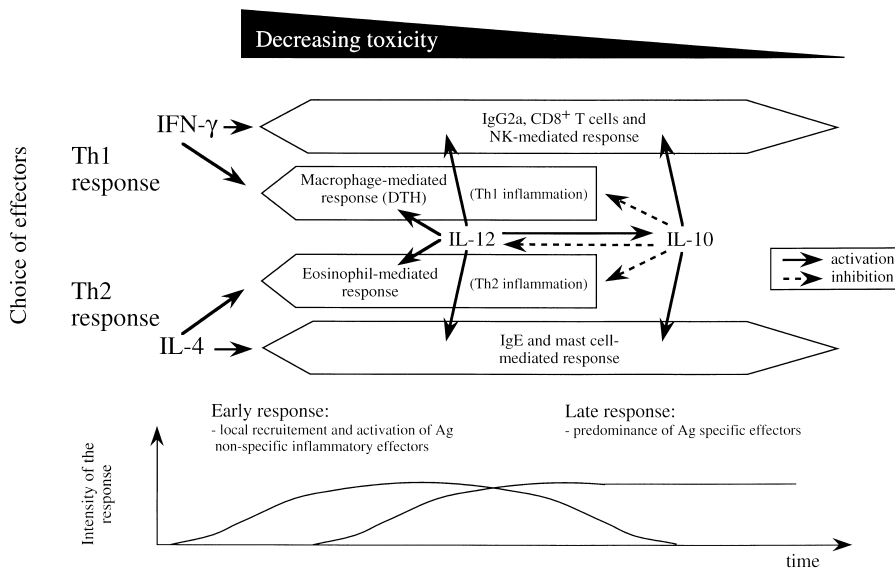 Decreasing toxicity
Choice of effectors
Th1
response
IFN-γ
IgG2a, CD8+ T cells and
NK-mediated response
Macrophage-mediated
response (DTH)
(Th1 inflammation)
IL-12
IL-10
activation
inhibition
Th2
response
Eosinophil-mediated
response
(Th2 inflammation)
IL-4
IgE and mast cell-
mediated response
Early response:
- local recruitement and activation of Ag
non-specific inflammatory effectors
Late response:
- predominance of Ag specific effectors
Intensity of the
response
time